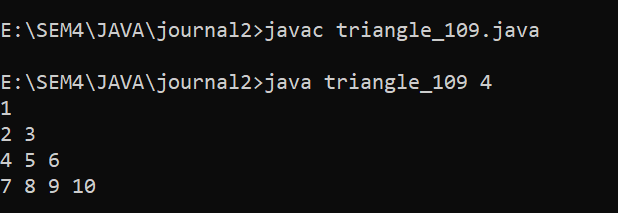 E:\SEM4\JAVA\journal2>javac triangle_109.java
E:\SEM4\JAVA\journal2>java triangle_109 4
1
2 3
4 5 6
7 8 9 10